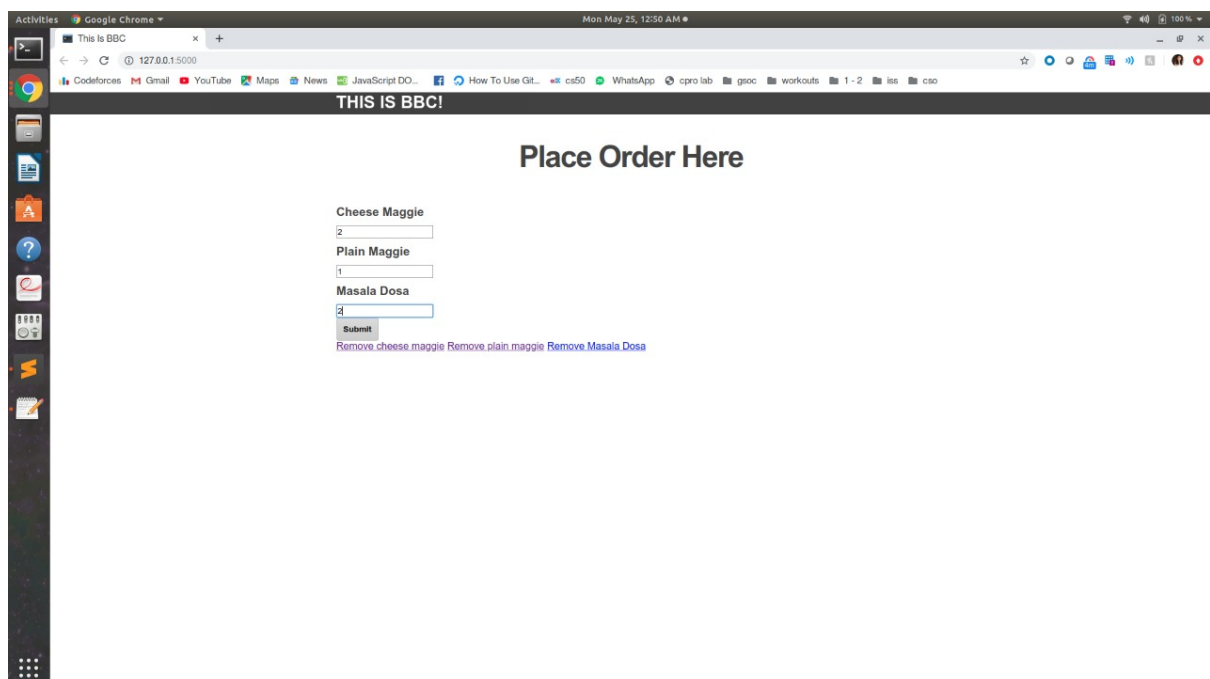 Activities Google Chrome Mon May 25, 12:50 AM 100 %
This Is BBC
127.0.0.1:5000
Codeforces Gmail YouTube Maps News JavaScript DO... How To Use Git... cs50 WhatsApp cpro lab gsoc workouts 1 - 2 iss cso
THIS IS BBC!
Place Order Here
Cheese Maggie
2
Plain Maggie
1
Masala Dosa
2
Submit
Remove cheese maggie Remove plain maggie Remove Masala Dosa